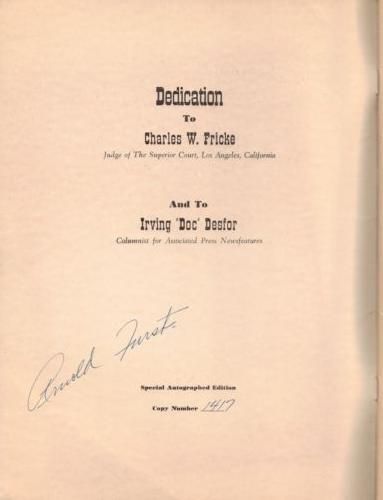 Dedication
To
Charles W. Fricke
Judge of The Superior Court, Los Angeles, California
And To
Irving 'Doc' Desfor
Columnist for Associated Press Newsfeatures
Arnold Furst.
Special Autographed Edition
Copy Number 1417